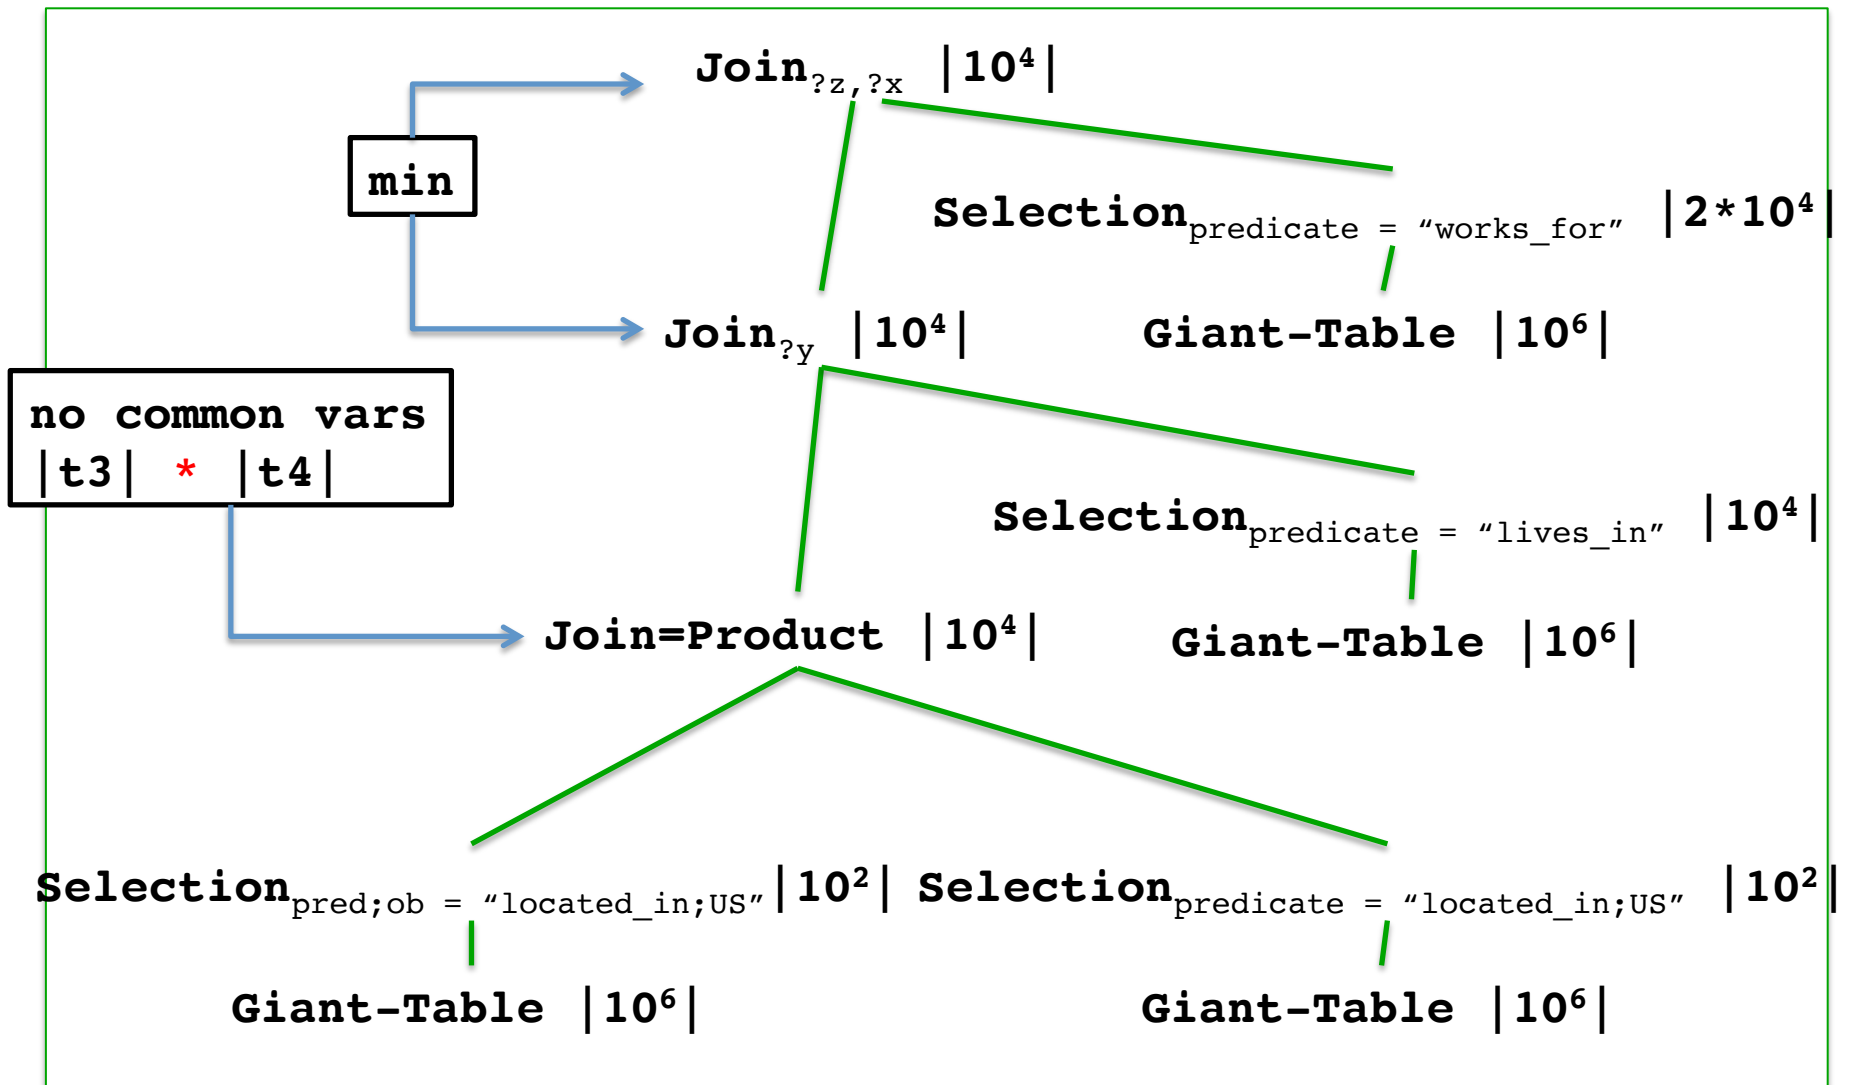 Join?z,?x |10⁴|
min
Selectionpredicate = “works_for” |2*10⁴|
Join?y |10⁴|
Giant-Table |10⁶|
no common vars
|t3| * |t4|
Selectionpredicate = “lives_in” |10⁴|
Join=Product |10⁴|
Giant-Table |10⁶|
Selectionpred;ob = “located_in;US” |10²|
Selectionpredicate = “located_in;US” |10²|
Giant-Table |10⁶|
Giant-Table |10⁶|